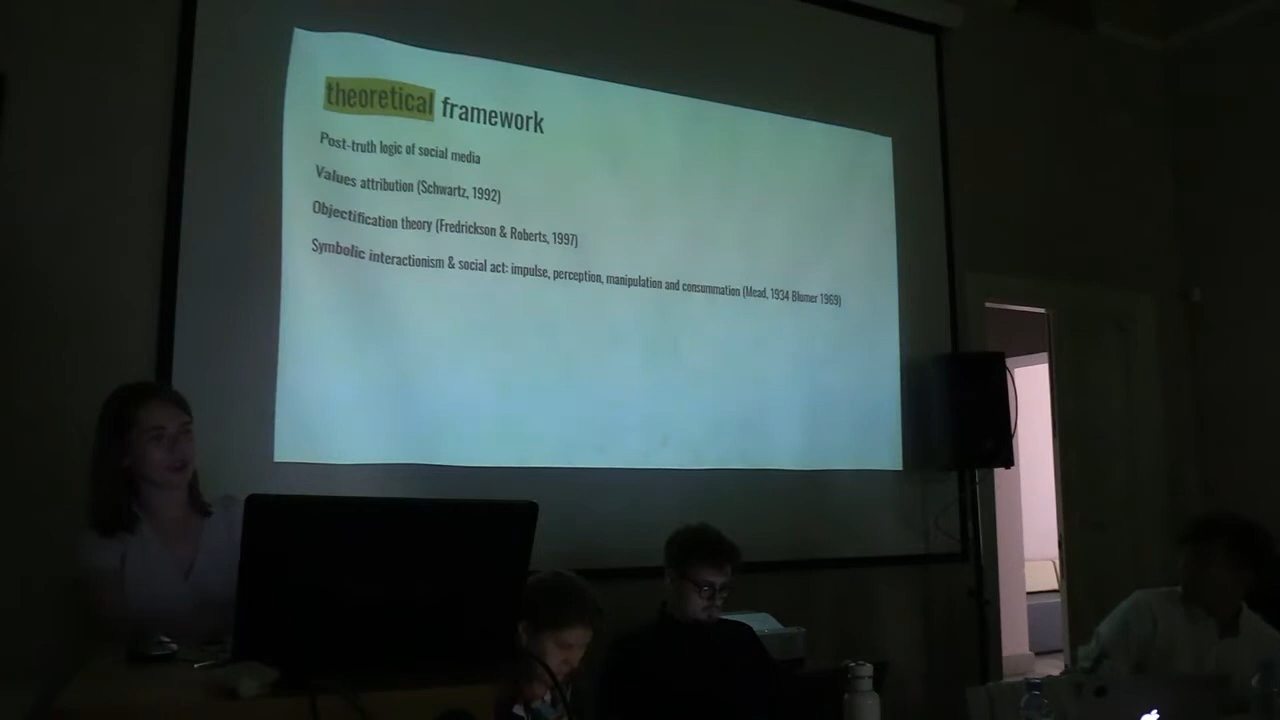 theoretical framework
Post-truth logic of social media
Values attribution (Schwartz, 1992)
Objectification theory (Fredrickson & Roberts, 1997)
Symbolic interactionism & social act: impulse, perception, manipulation and consummation (Mead, 1934 Blumer 1969)